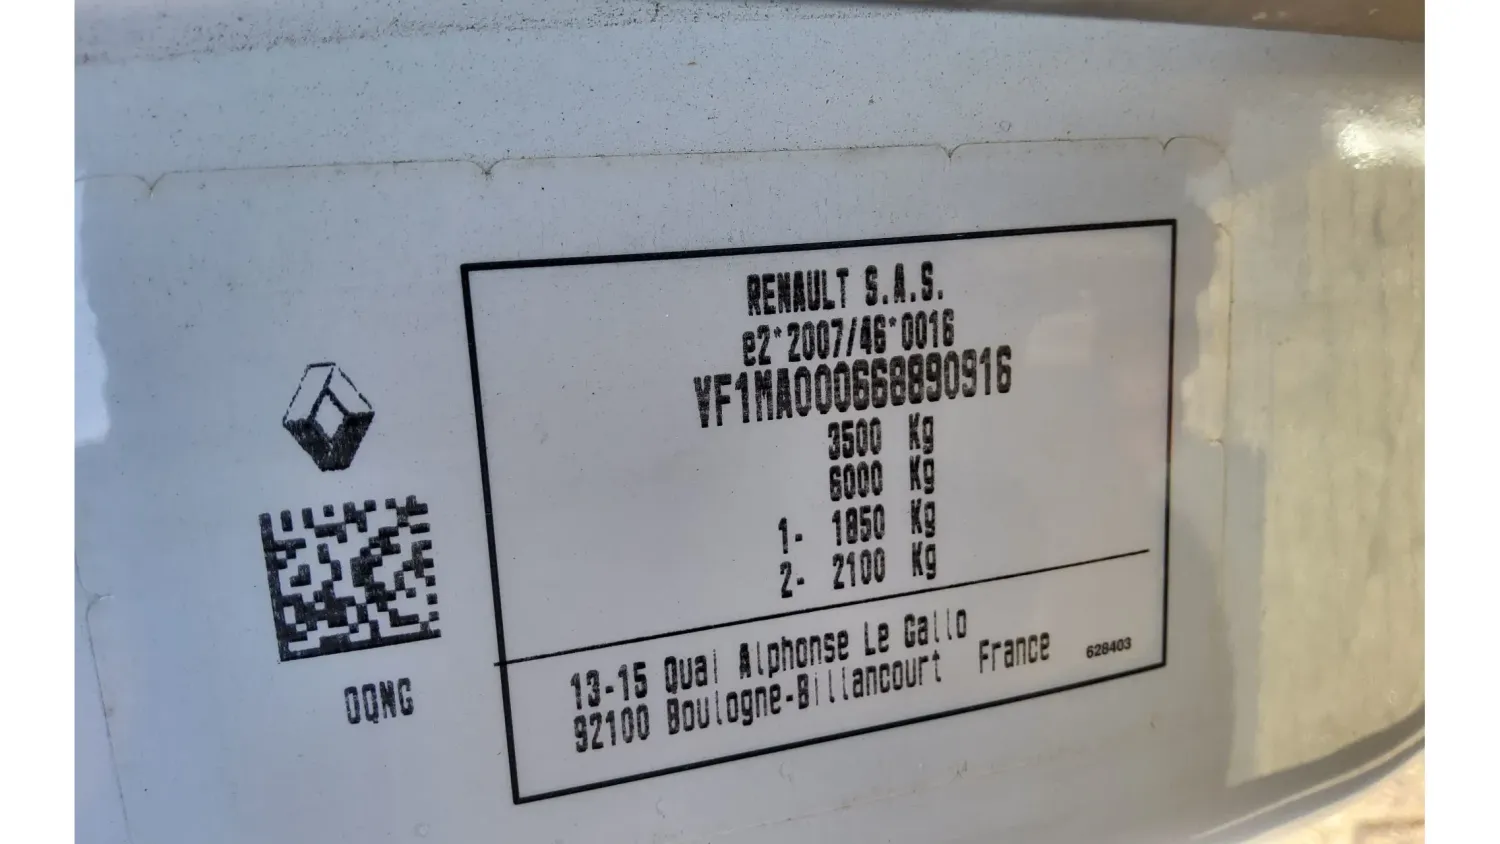 RENAULT S.A.S.
e2*2007/46*0016
VF1MA000668890916
3500 Kg
6000 Kg
1- 1850 Kg
2- 2100 Kg
13-15 Quai Alphonse Le Gallo
92100 Boulogne-Billancourt France
628403
0QNG